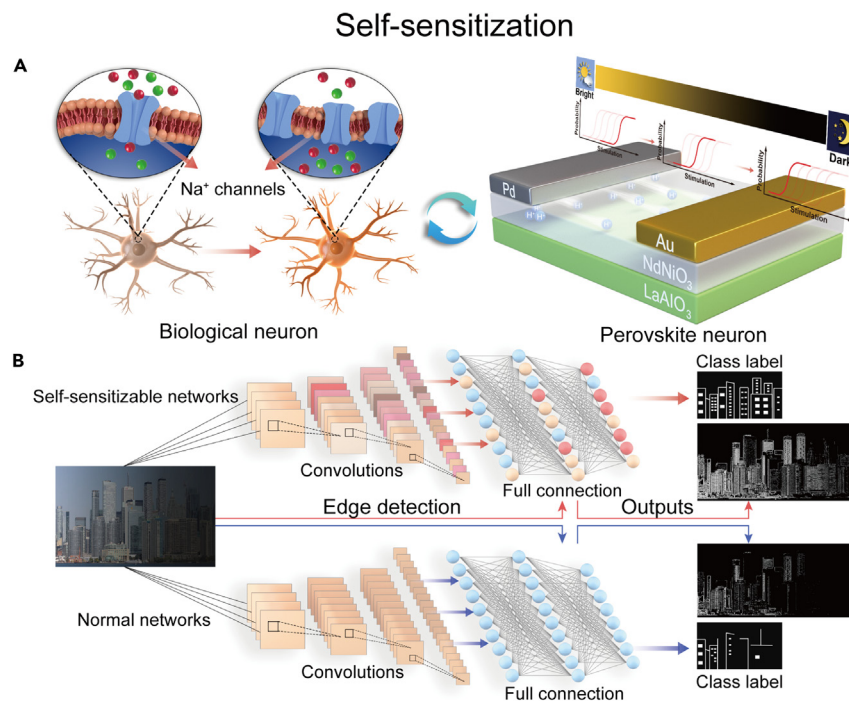 Self-sensitization
A
Na⁺ channels
Biological neuron
Bright
Dark
Probability
Stimulation
Probability
Stimulation
Probability
Stimulation
Pd
H⁺
H⁺
H⁺
H⁺
Au
NdNiO₃
LaAlO₃
Perovskite neuron
B
Self-sensitizable networks
Convolutions
Full connection
Class label
Edge detection
Outputs
Normal networks
Convolutions
Full connection
Class label